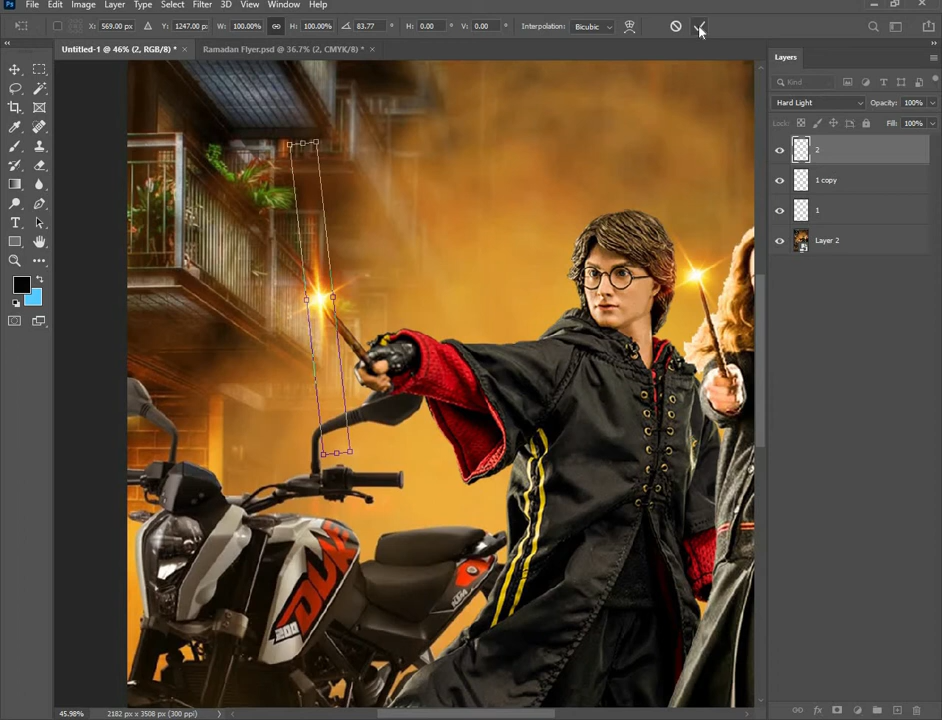 Ps File Edit Image Layer Type Select Filter 3D View Window Help
X: 569.00 px Y: 1247.00 px W: 100.00% H: 100.00% 83.77 ° H: 0.00 ° V: 0.00 ° Interpolation: Bicubic
Untitled-1 @ 46% (2, RGB/8) * × Ramadan Flyer.psd @ 36.7% (2, CMYK/8) * ×
Layers
Kind
Hard Light Opacity: 100%
Lock: Fill: 100%
2
1 copy
1
Layer 2
DUKE
200
KTM
45.98% 2182 px x 3508 px (300 ppi)